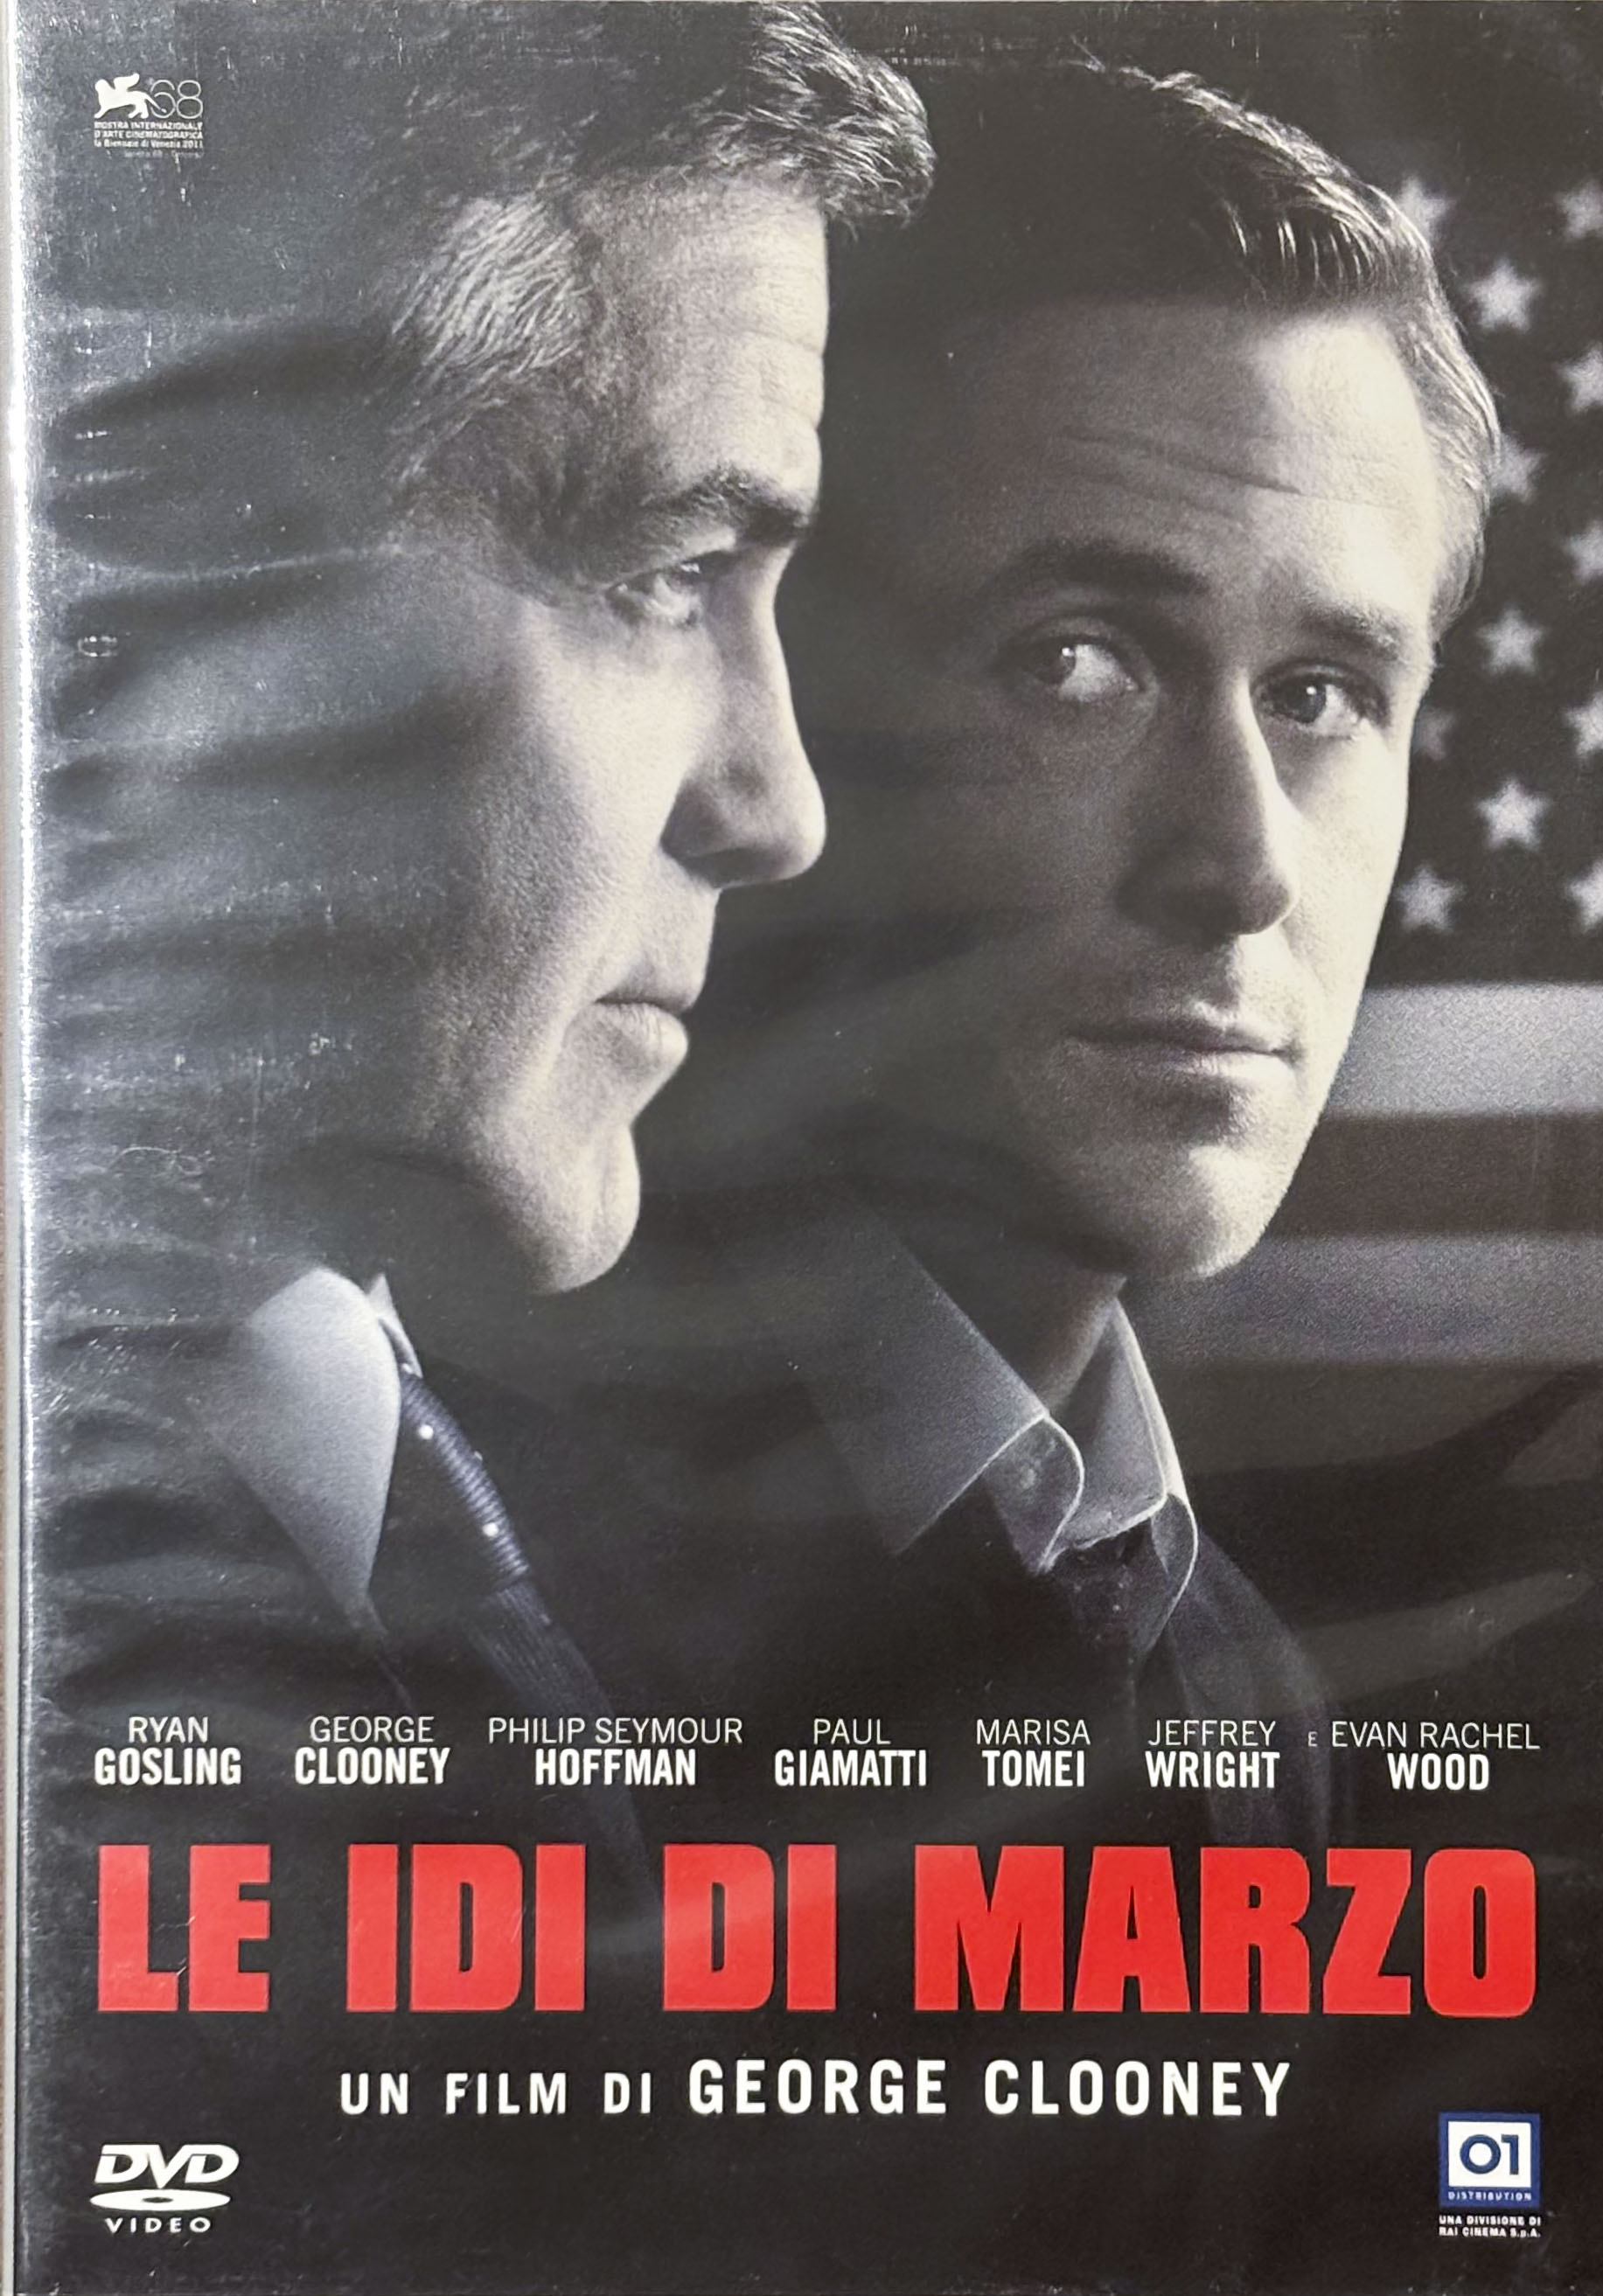 68
MOSTRA INTERNAZIONALE
D'ARTE CINEMATOGRAFICA
la Biennale di Venezia 2011
RYAN GOSLING
GEORGE CLOONEY
PHILIP SEYMOUR HOFFMAN
PAUL GIAMATTI
MARISA TOMEI
JEFFREY WRIGHT
E EVAN RACHEL WOOD
LE IDI DI MARZO
UN FILM DI GEORGE CLOONEY
DVD
VIDEO
01
DISTRIBUTION
UNA DIVISIONE DI
RAI CINEMA S.p.A.